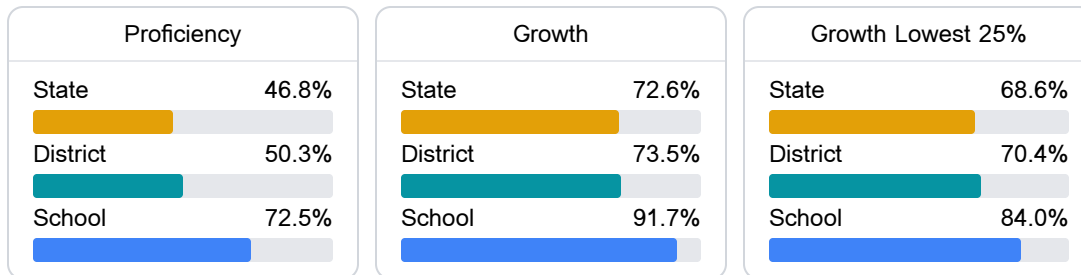 Proficiency
State 46.8%
District 50.3%
School 72.5%
Growth
State 72.6%
District 73.5%
School 91.7%
Growth Lowest 25%
State 68.6%
District 70.4%
School 84.0%